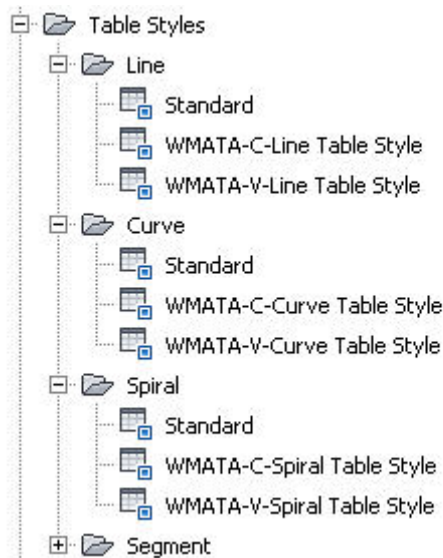 Table Styles
Line
Standard
WMATA-C-Line Table Style
WMATA-V-Line Table Style
Curve
Standard
WMATA-C-Curve Table Style
WMATA-V-Curve Table Style
Spiral
Standard
WMATA-C-Spiral Table Style
WMATA-V-Spiral Table Style
Segment